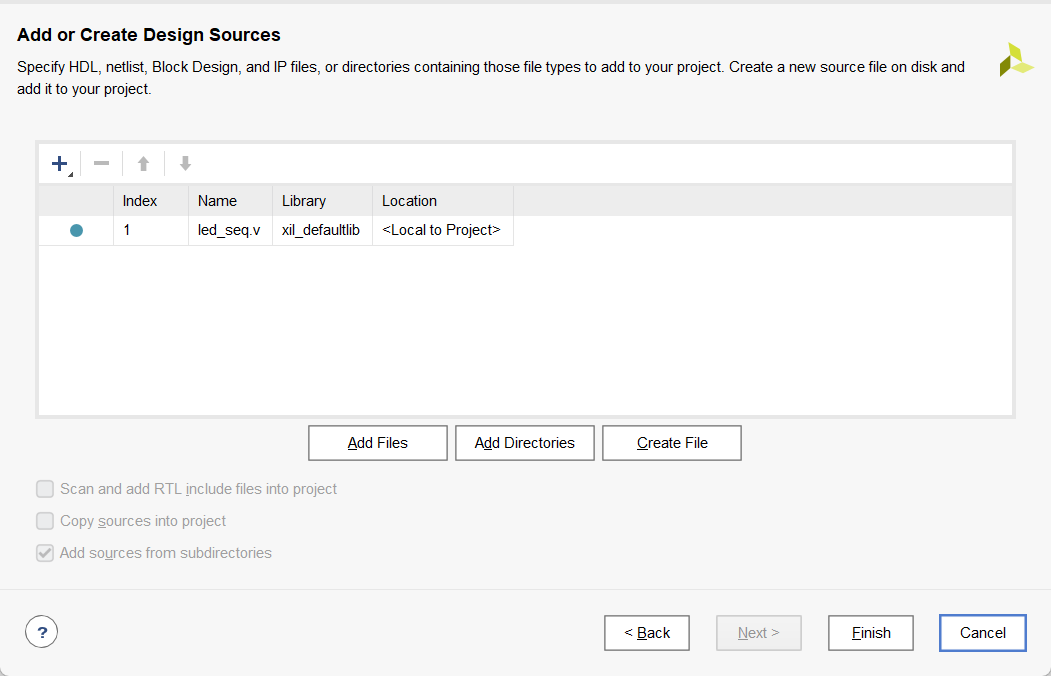 Add or Create Design Sources
Specify HDL, netlist, Block Design, and IP files, or directories containing those file types to add to your project. Create a new source file on disk and
add it to your project.
Index Name Library Location
1 led_seq.v xil_defaultlib <Local to Project>
Add Files Add Directories Create File
Scan and add RTL include files into project
Copy sources into project
Add sources from subdirectories
? < Back Next > Finish Cancel